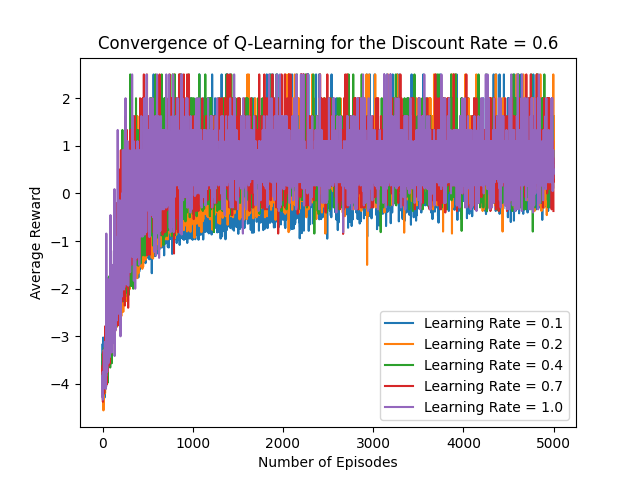 Convergence of Q-Learning for the Discount Rate = 0.6
Average Reward
2
1
0
−1
−2
−3
−4
Learning Rate = 0.1
Learning Rate = 0.2
Learning Rate = 0.4
Learning Rate = 0.7
Learning Rate = 1.0
0
1000
2000
3000
4000
5000
Number of Episodes